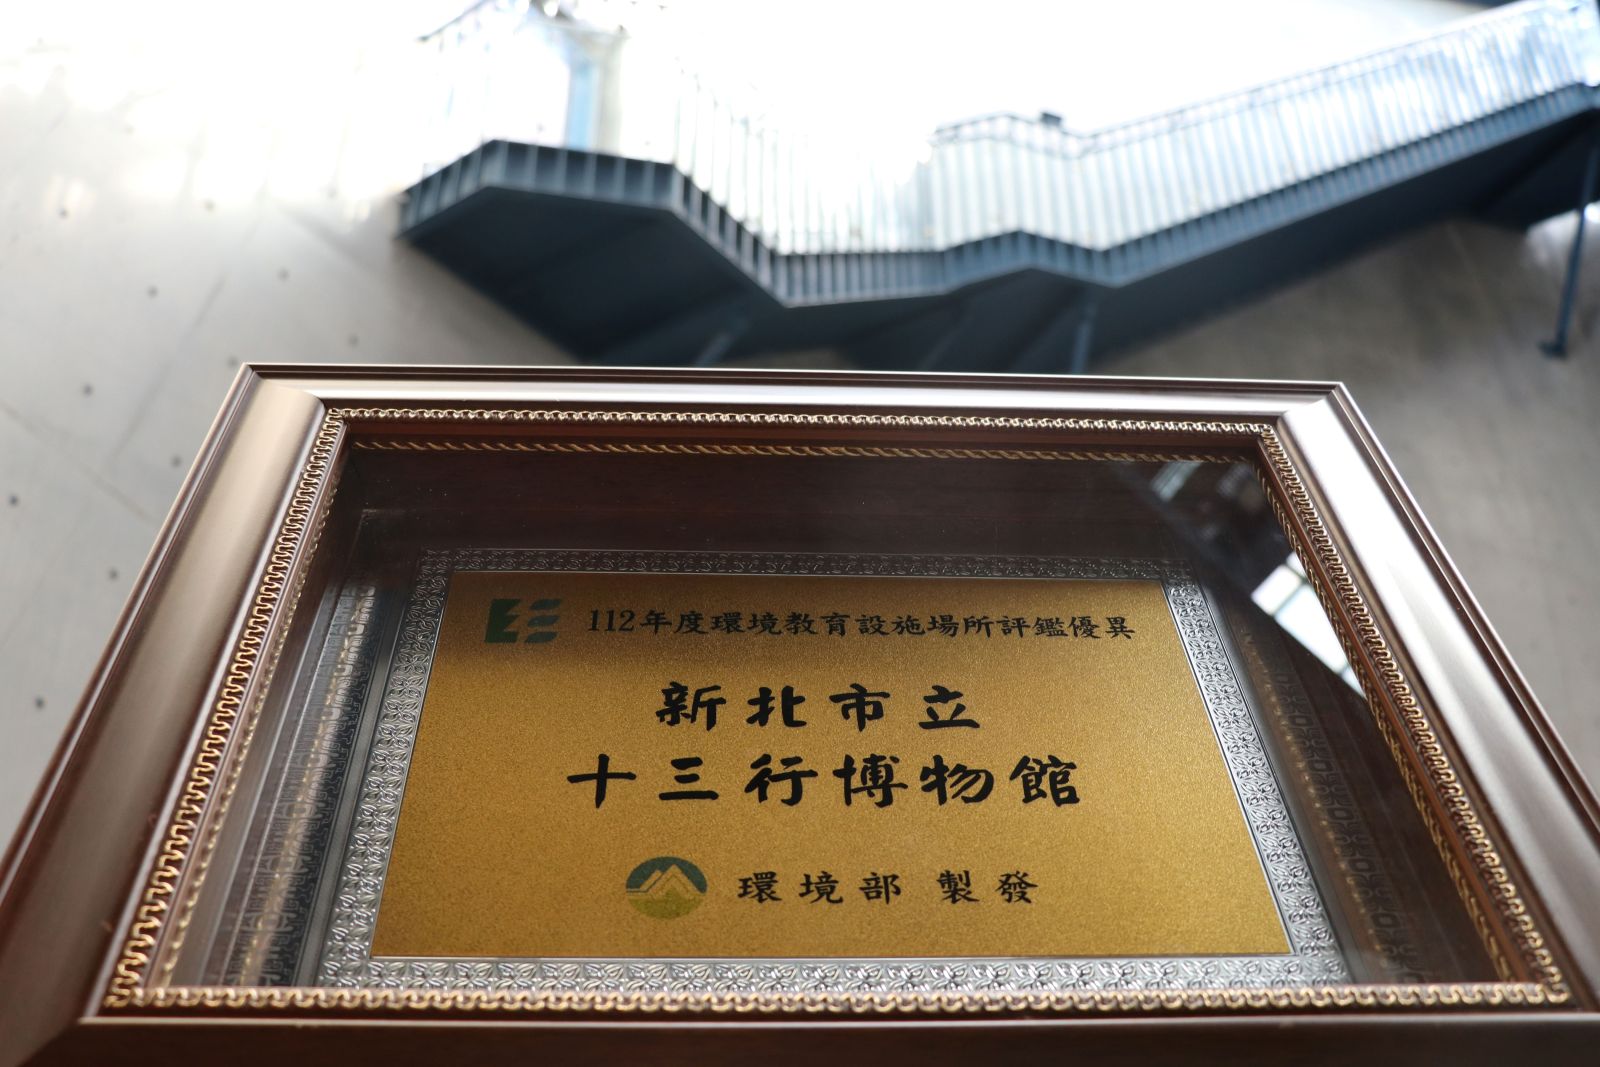 112年度環境教育設施場所評鑑優異
新北市立
十三行博物館
環境部 製發